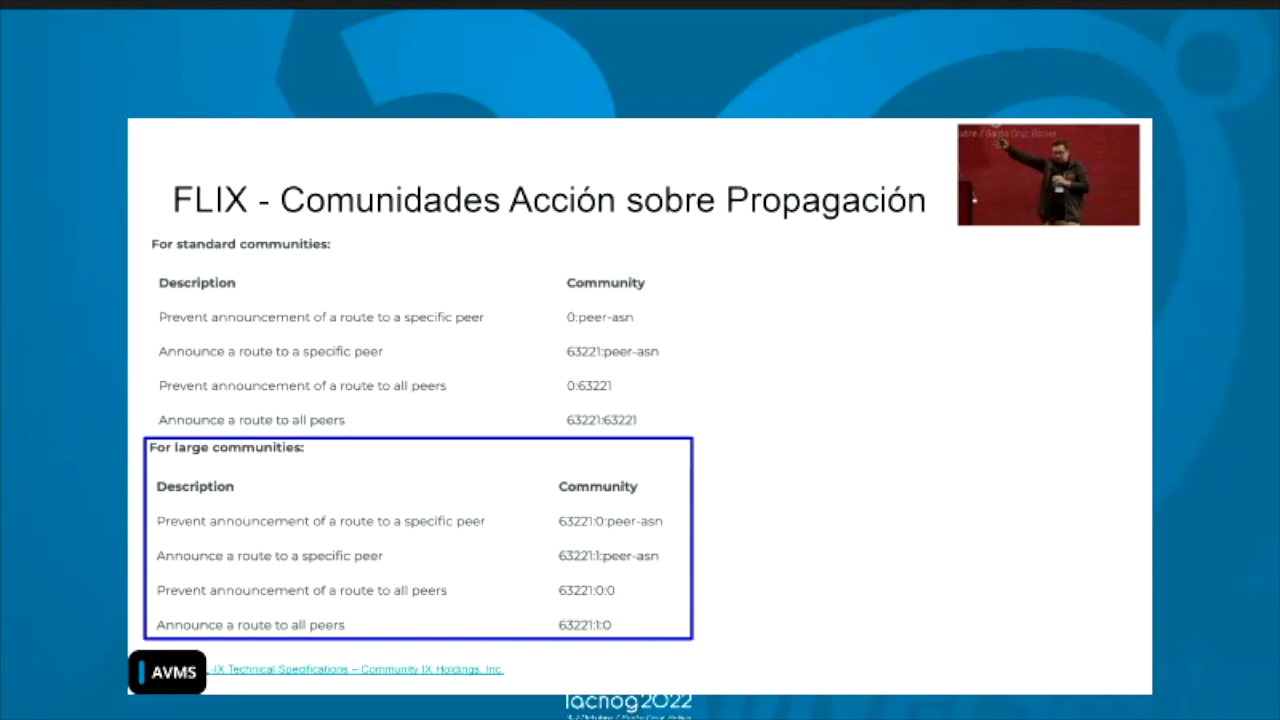 FLIX - Comunidades Acción sobre Propagación
For standard communities:
Description Community
Prevent announcement of a route to a specific peer 0:peer-asn
Announce a route to a specific peer 63221:peer-asn
Prevent announcement of a route to all peers 0:63221
Announce a route to all peers 63221:63221
For large communities:
Description Community
Prevent announcement of a route to a specific peer 63221:0:peer-asn
Announce a route to a specific peer 63221:1:peer-asn
Prevent announcement of a route to all peers 63221:0:0
Announce a route to all peers 63221:1:0
-IX Technical Specifications – Community IX Holdings, Inc.
AVMS
lacnog2022